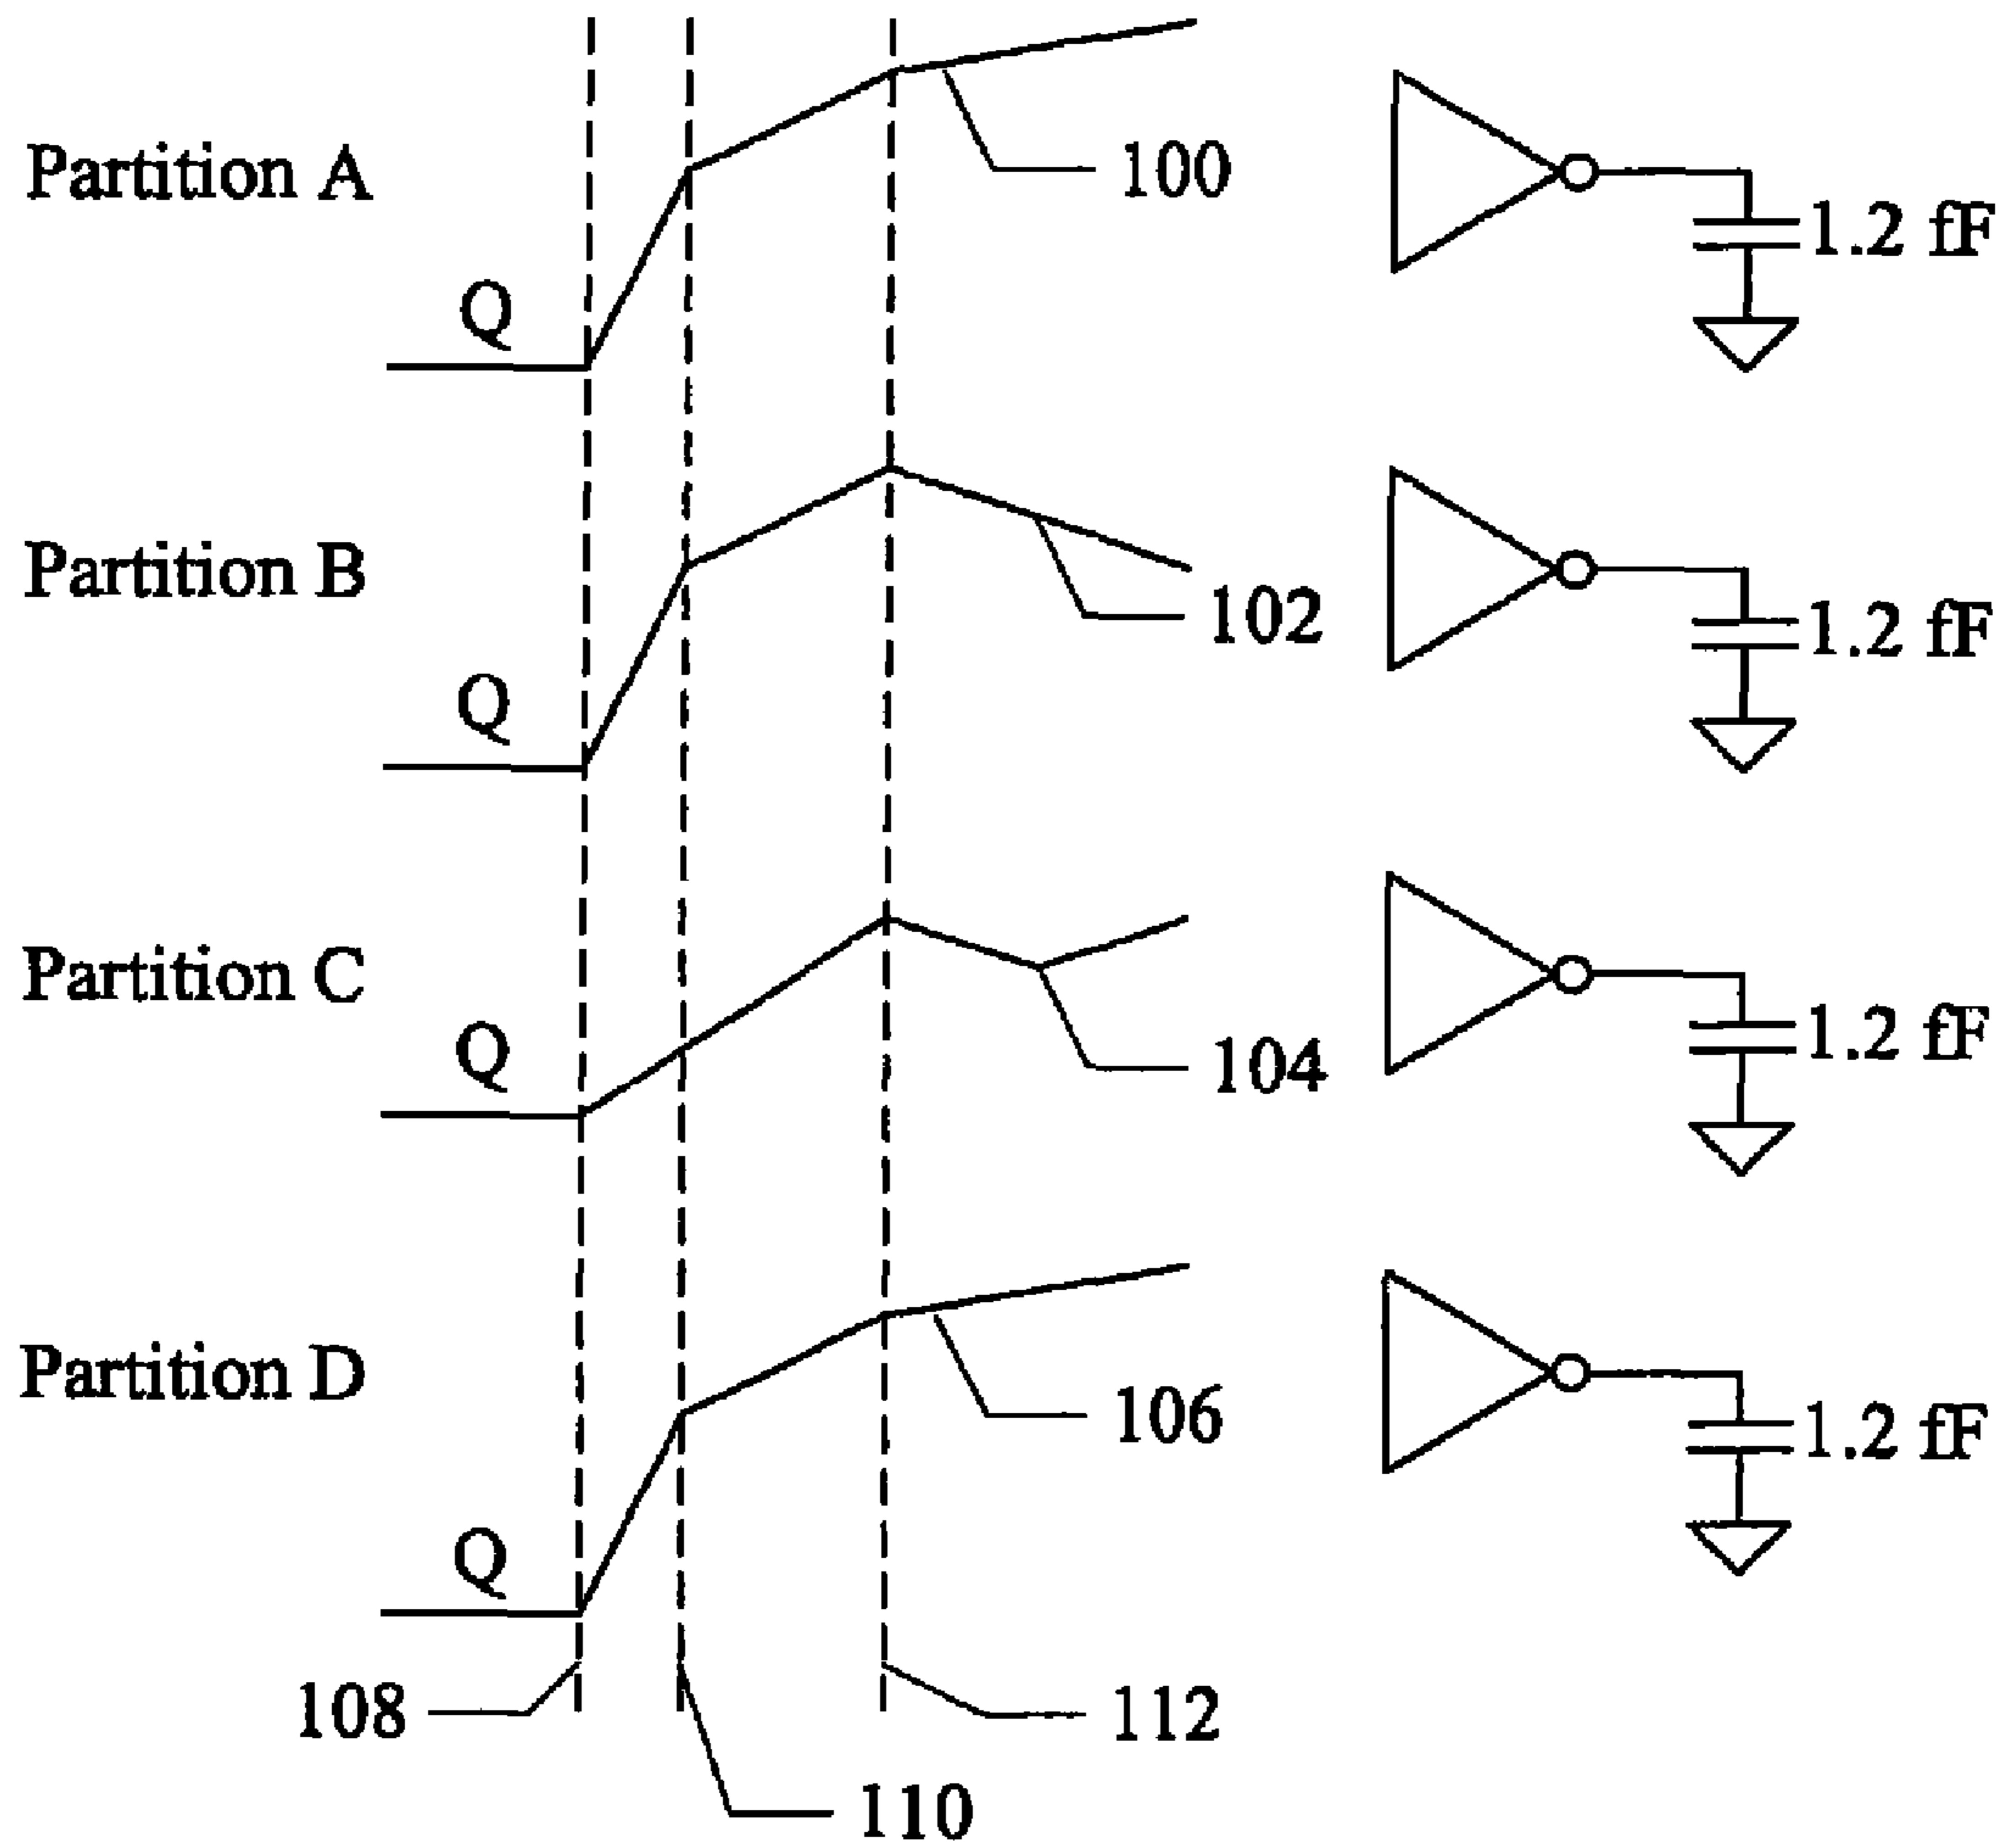 Partition A
Q
100
1.2 fF
Partition B
Q
102
1.2 fF
Partition C
Q
104
1.2 fF
Partition D
Q
106
1.2 fF
108
110
112